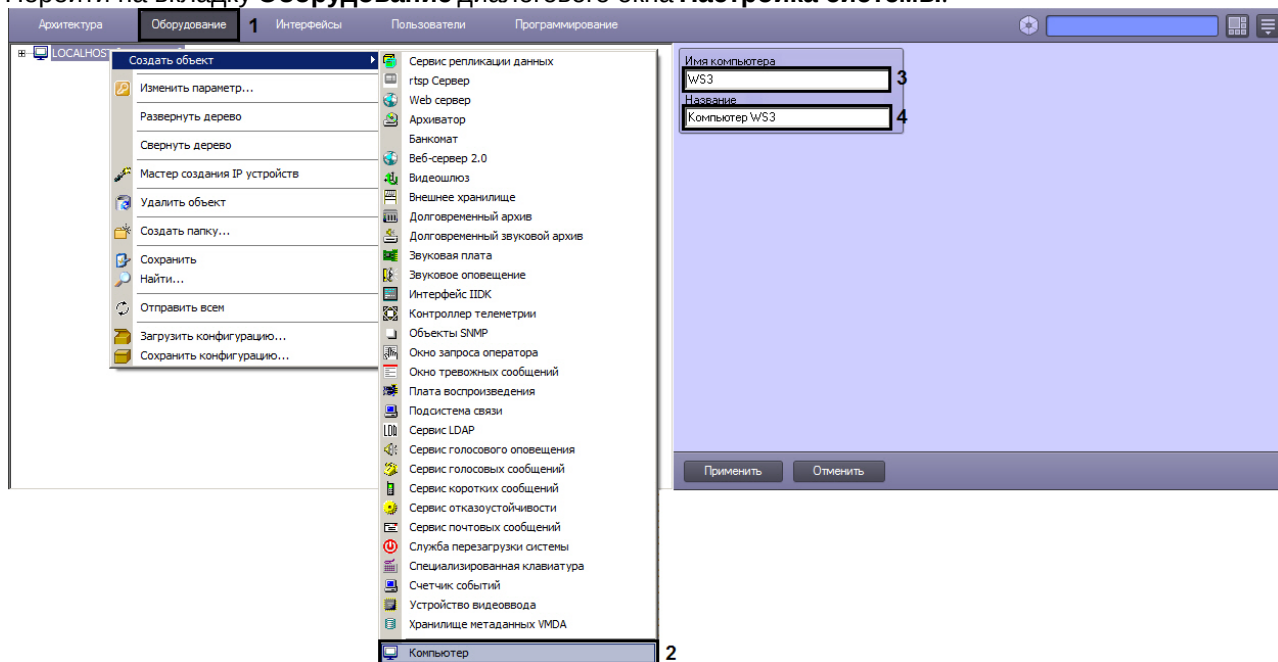 Перейти на вкладку Оборудование диалогового окна Настройка системы.
Архитектура Оборудование 1 Интерфейсы Пользователи Программирование
LOCALHOST
Создать объект
Изменить параметр...
Развернуть дерево
Свернуть дерево
Мастер создания IP устройств
Удалить объект
Создать папку...
Сохранить
Найти...
Отправить всем
Загрузить конфигурацию...
Сохранить конфигурацию...
Сервис репликации данных
rtsp Сервер
Web сервер
Архиватор
Банкомат
Веб-сервер 2.0
Видеошлюз
Внешнее хранилище
Долговременный архив
Долговременный звуковой архив
Звуковая плата
Звуковое оповещение
Интерфейс IIDK
Контроллер телеметрии
Объекты SNMP
Окно запроса оператора
Окно тревожных сообщений
Плата воспроизведения
Подсистема связи
Сервис LDAP
Сервис голосового оповещения
Сервис голосовых сообщений
Сервис коротких сообщений
Сервис отказоустойчивости
Сервис почтовых сообщений
Служба перезагрузки системы
Специализированная клавиатура
Счетчик событий
Устройство видеоввода
Хранилище метаданных VMDA
Компьютер 2
Имя компьютера
WS3 3
Название
Компьютер WS3 4
Применить Отменить